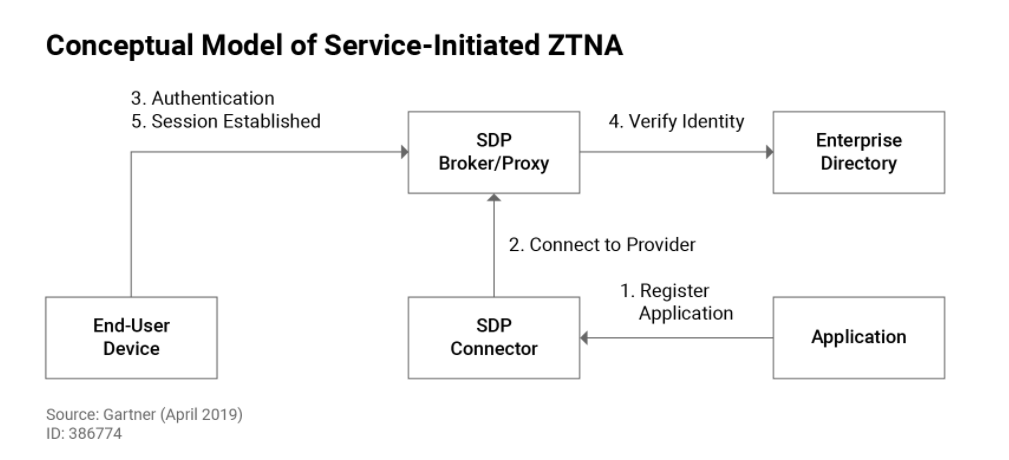 Conceptual Model of Service-Initiated ZTNA
3. Authentication
5. Session Established
SDP
Broker/Proxy
4. Verify Identity
Enterprise
Directory
2. Connect to Provider
1. Register
Application
End-User
Device
SDP
Connector
Application
Source: Gartner (April 2019)
ID: 386774